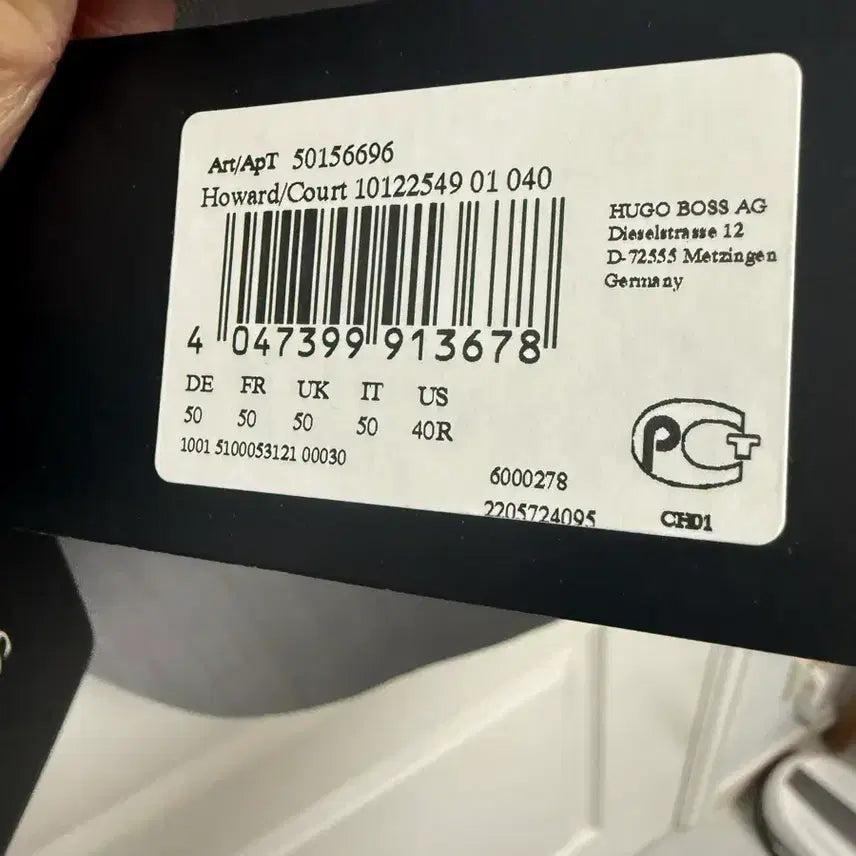 Art/ApT 50156696
Howard/Court 10122549 01 040
4 047399 913678
DE FR UK IT US
50 50 50 50 40R
1001 5100053121 00030
HUGO BOSS AG
Dieselstrasse 12
D-72555 Metzingen
Germany
6000278
2205724095
PCT
CH01